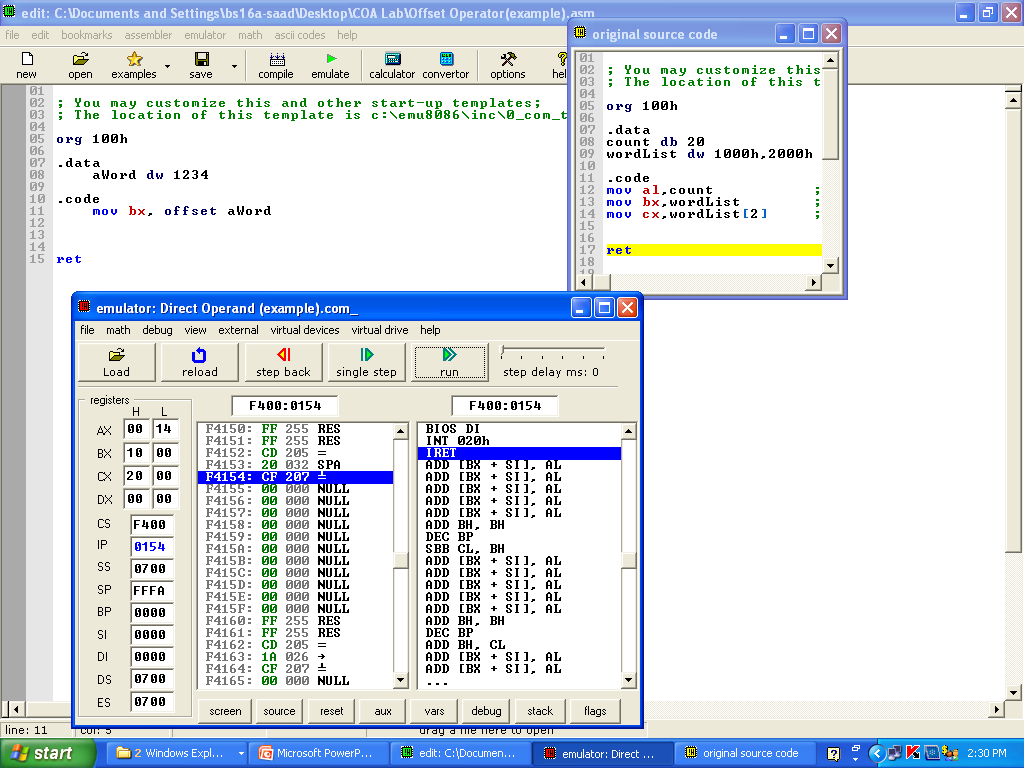 edit: C:\Documents and Settings\bs16a-saad\Desktop\COA Lab\Offset Operator(example).asm
file edit bookmarks assembler emulator math ascii codes help
new open examples save compile emulate calculator convertor options
01
02 ; You may customize this and other start-up templates;
03 ; The location of this template is c:\emu8086\inc\0_com_t
04
05 org 100h
06
07 .data
08 aWord dw 1234
09
10 .code
11 mov bx, offset aWord
12
13
14
15 ret
original source code
01
02 ; You may customize this
03 ; The location of this t
04
05 org 100h
06
07 .data
08 count db 20
09 wordList dw 1000h,2000h
10
11 .code
12 mov al,count ;
13 mov bx,wordList ;
14 mov cx,wordList[2] ;
15
16
17 ret
18
emulator: Direct Operand (example).com_
file math debug view external virtual devices virtual drive help
Load reload step back single step run step delay ms: 0
registers
H L
AX 00 14
BX 10 00
CX 20 00
DX 00 00
CS F400
IP 0154
SS 0700
SP FFFA
BP 0000
SI 0000
DI 0000
DS 0700
ES 0700
F400:0154
F4150: FF 255 RES
F4151: FF 255 RES
F4152: CD 205 =
F4153: 20 032 SPA
F4154: CF 207 ╧
F4155: 00 000 NULL
F4156: 00 000 NULL
F4157: 00 000 NULL
F4158: 00 000 NULL
F4159: 00 000 NULL
F415A: 00 000 NULL
F415B: 00 000 NULL
F415C: 00 000 NULL
F415D: 00 000 NULL
F415E: 00 000 NULL
F415F: 00 000 NULL
F4160: FF 255 RES
F4161: FF 255 RES
F4162: CD 205 =
F4163: 1A 026 →
F4164: CF 207 ╧
F4165: 00 000 NULL
F400:0154
BIOS DI
INT 020h
IRET
ADD [BX + SI], AL
ADD [BX + SI], AL
ADD [BX + SI], AL
ADD [BX + SI], AL
ADD [BX + SI], AL
ADD BH, BH
DEC BP
SBB CL, BH
ADD [BX + SI], AL
ADD [BX + SI], AL
ADD [BX + SI], AL
ADD [BX + SI], AL
ADD [BX + SI], AL
ADD BH, BH
DEC BP
ADD BH, CL
ADD [BX + SI], AL
ADD [BX + SI], AL
...
screen source reset aux vars debug stack flags
line: 11 col: 5 drag a file here to open
start 2 Windows Expl... Microsoft PowerP... edit: C:\Documen... emulator: Direct ... original source code 2:30 PM